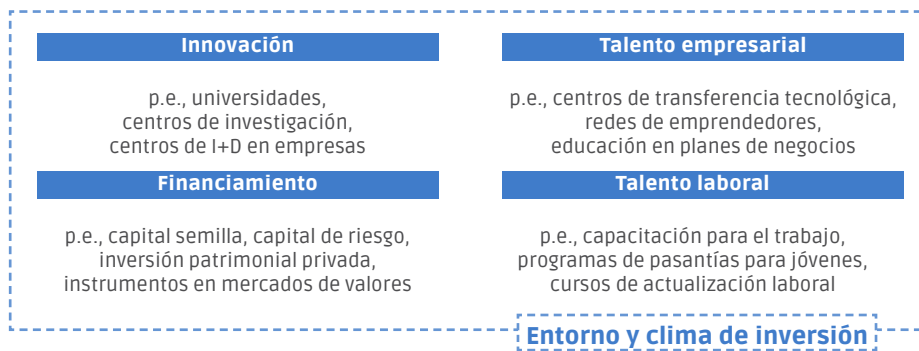 Innovación
p.e., universidades,
centros de investigación,
centros de I+D en empresas
Talento empresarial
p.e., centros de transferencia tecnológica,
redes de emprendedores,
educación en planes de negocios
Financiamiento
p.e., capital semilla, capital de riesgo,
inversión patrimonial privada,
instrumentos en mercados de valores
Talento laboral
p.e., capacitación para el trabajo,
programas de pasantías para jóvenes,
cursos de actualización laboral
Entorno y clima de inversión